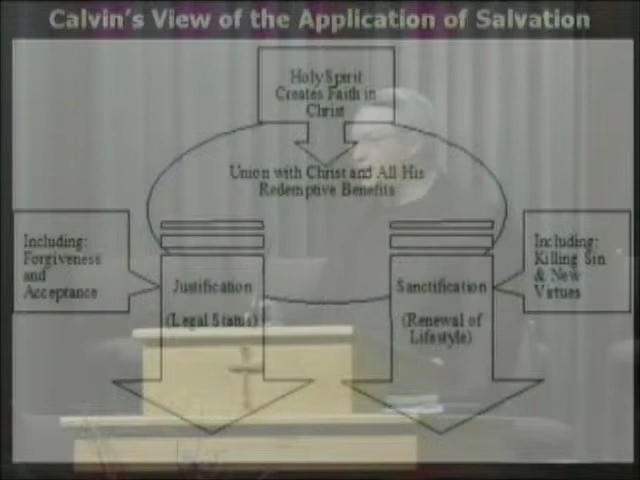 Calvin's View of the Application of Salvation
Holy Spirit
Creates Faith in
Christ
Union with Christ and All His
Redemptive Benefits
Including:
Forgiveness
and
Acceptance
Justification
(Legal Status)
Sanctification
(Renewal of
Lifestyle)
Including:
Killing Sin
& New
Virtues